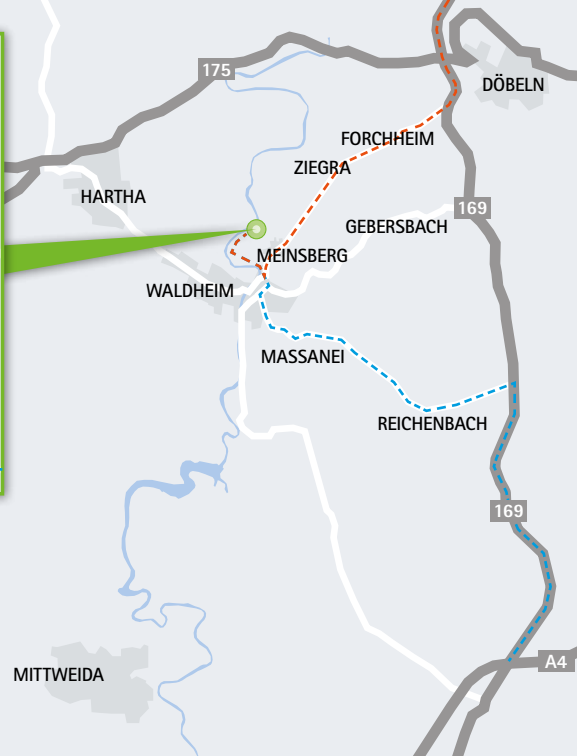 175
DÖBELN
FORCHHEIM
ZIEGRA
HARTHA
169
GEBERSBACH
MEINSBERG
WALDHEIM
MASSANEI
REICHENBACH
169
A4
MITTWEIDA